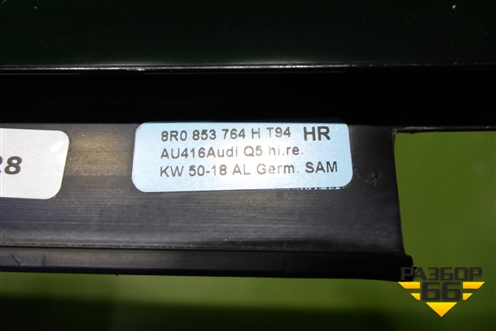 8R0 853 764 H T94 HR
AU416Audi Q5 hi.re.
KW 50-18 AL Germ. SAM
28
РАЗБОР
66